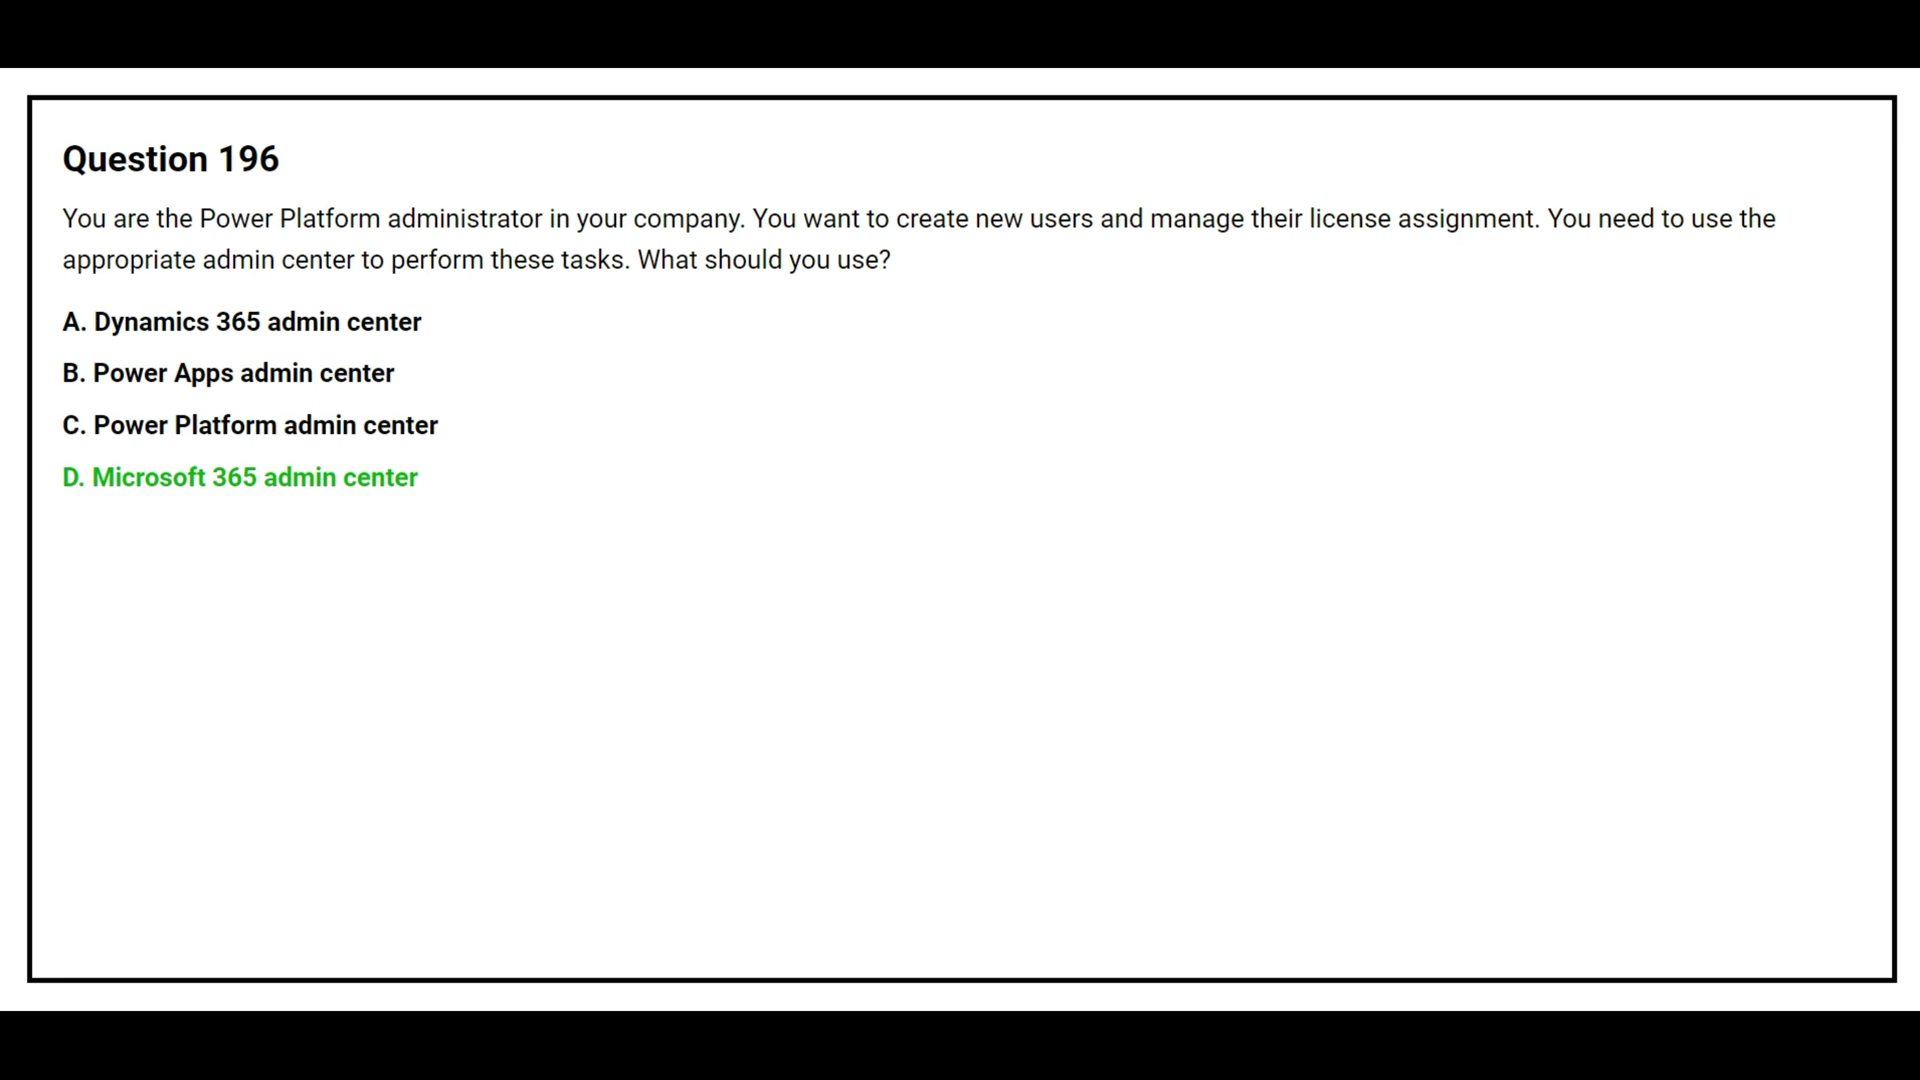 Question 196
You are the Power Platform administrator in your company. You want to create new users and manage their license assignment. You need to use the
appropriate admin center to perform these tasks. What should you use?
A. Dynamics 365 admin center
B. Power Apps admin center
C. Power Platform admin center
D. Microsoft 365 admin center